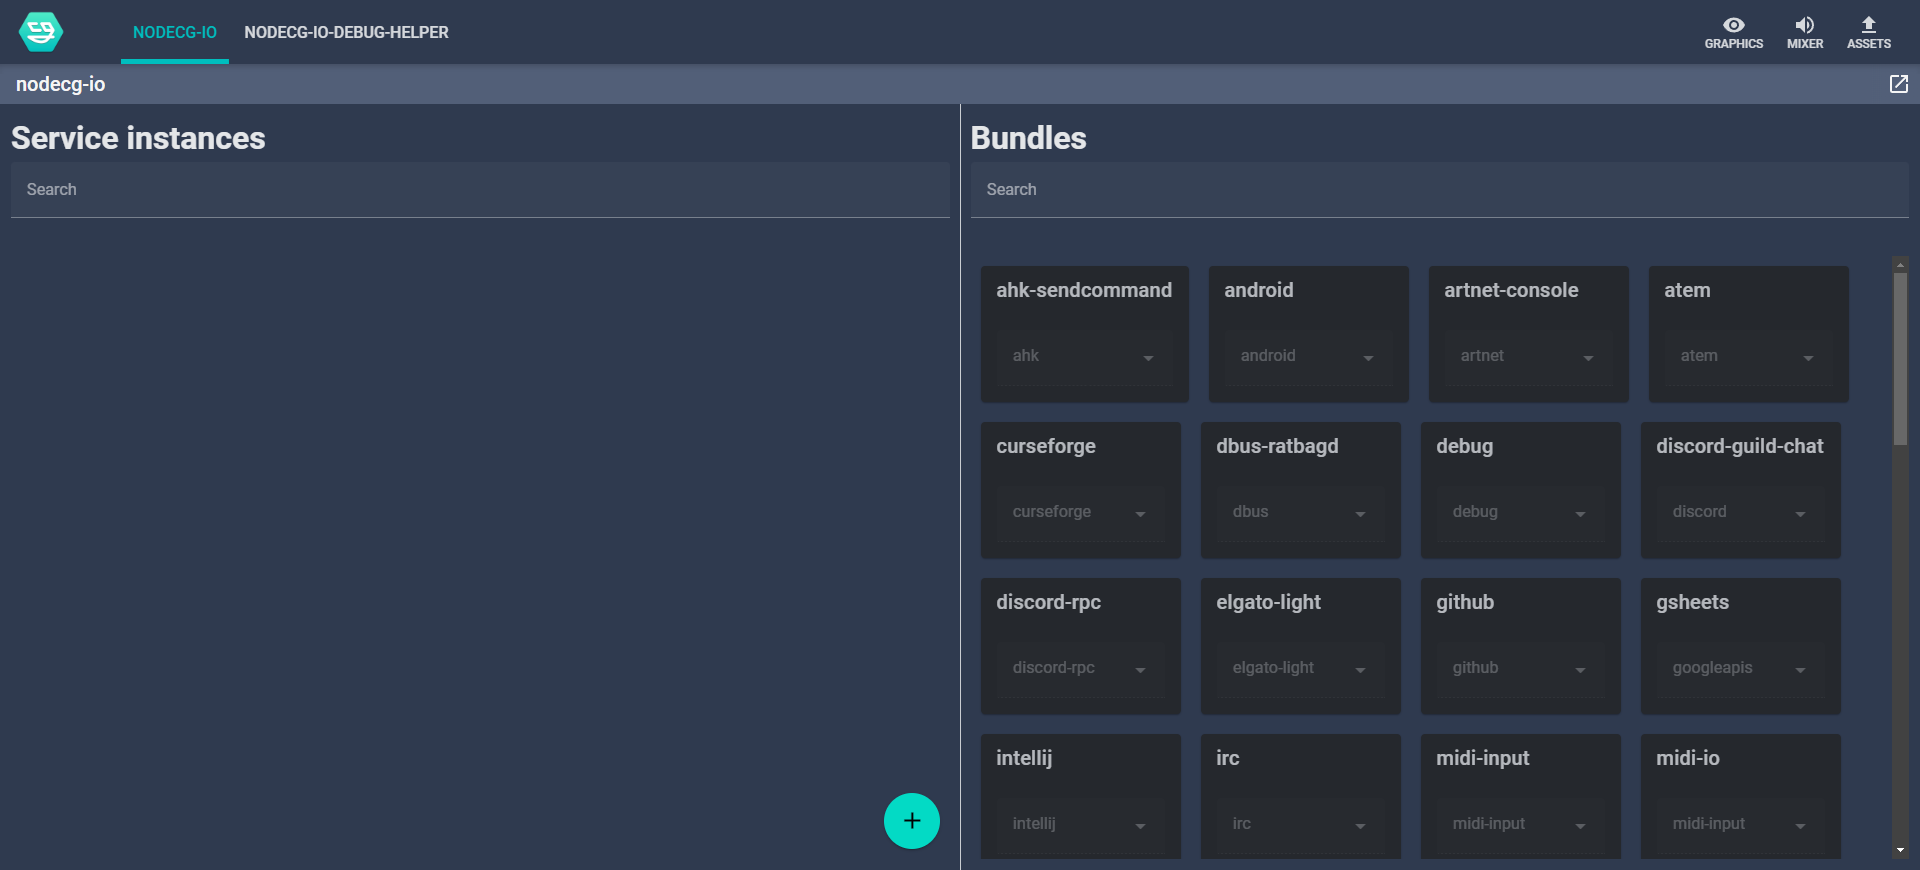 NODECG-IO NODECG-IO-DEBUG-HELPER GRAPHICS MIXER ASSETS
nodecg-io
Service instances
Search
Bundles
Search
ahk-sendcommand android artnet-console atem
ahk android artnet atem
curseforge dbus-ratbagd debug discord-guild-chat
curseforge dbus debug discord
discord-rpc elgato-light github gsheets
discord-rpc elgato-light github googleapis
intellij irc midi-input midi-io
intellij irc midi-input midi-input